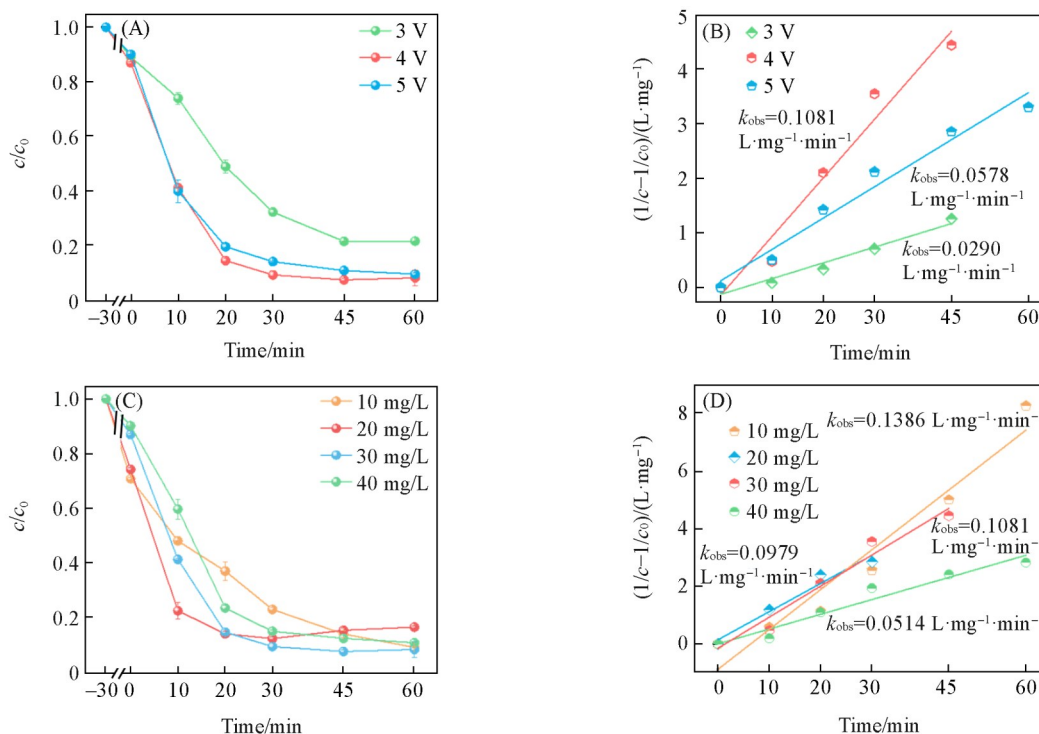 (A)
3 V
4 V
5 V
c/c₀
1.0
0.8
0.6
0.4
0.2
0
−30 0 10 20 30 45 60
Time/min
(B)
3 V
4 V
5 V
kobs=0.1081
L·mg⁻¹·min⁻¹
kobs=0.0578
L·mg⁻¹·min⁻¹
kobs=0.0290
L·mg⁻¹·min⁻¹
(1/c−1/c₀)/(L·mg⁻¹)
5
4
3
2
1
0
0 10 20 30 45 60
Time/min
(C)
10 mg/L
20 mg/L
30 mg/L
40 mg/L
c/c₀
1.0
0.8
0.6
0.4
0.2
0
−30 0 10 20 30 45 60
Time/min
(D)
kobs=0.1386 L·mg⁻¹·min⁻¹
10 mg/L
20 mg/L
30 mg/L
40 mg/L
kobs=0.1081
L·mg⁻¹·min⁻¹
kobs=0.0979
L·mg⁻¹·min⁻¹
kobs=0.0514 L·mg⁻¹·min⁻¹
(1/c−1/c₀)/(L·mg⁻¹)
8
6
4
2
0
0 10 20 30 45 60
Time/min